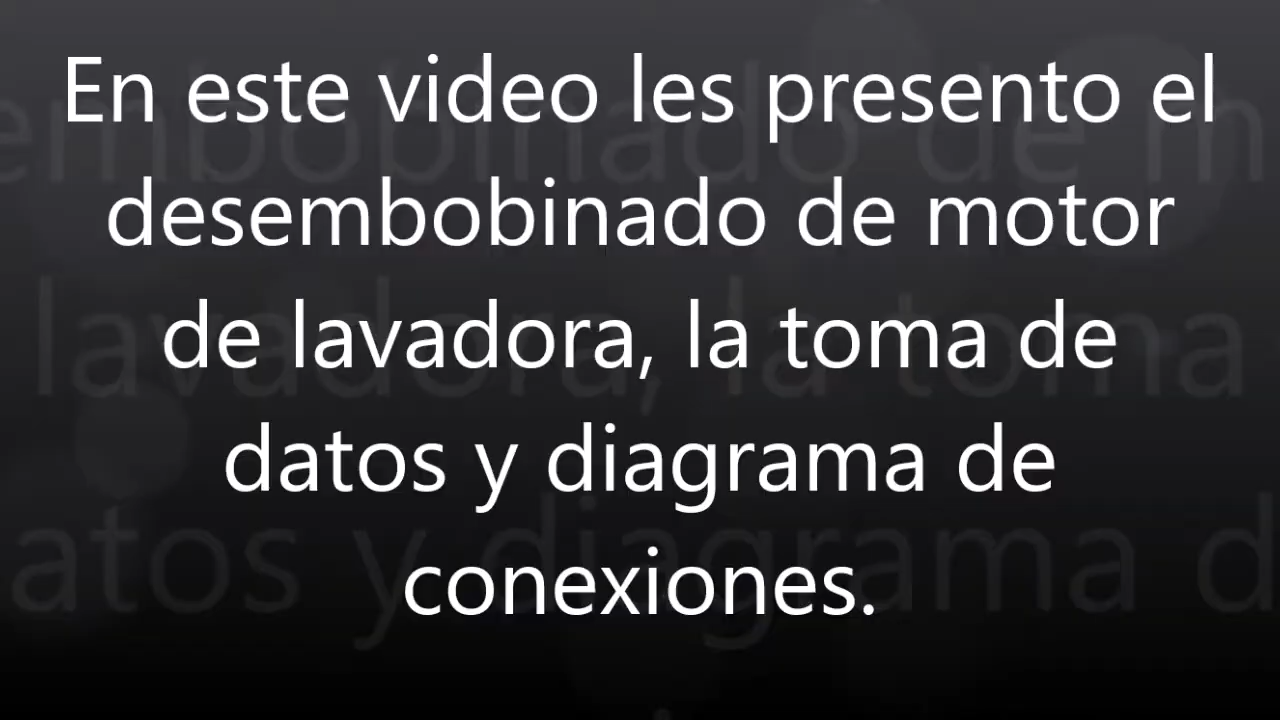 En este video les presento el
desembobinado de motor
de lavadora, la toma de
datos y diagrama de
conexiones.